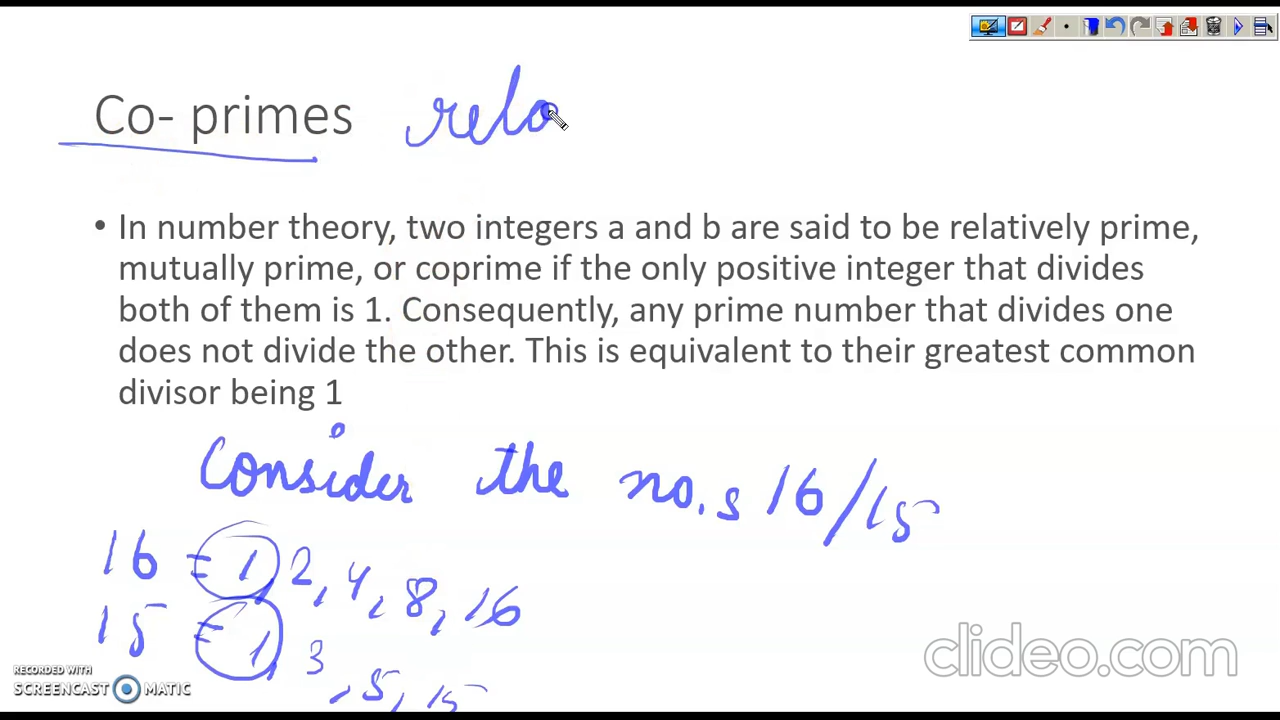 Co- primes rela
• In number theory, two integers a and b are said to be relatively prime,
mutually prime, or coprime if the only positive integer that divides
both of them is 1. Consequently, any prime number that divides one
does not divide the other. This is equivalent to their greatest common
divisor being 1
Consider the no.s 16/15
16 = 1, 2, 4, 8, 16
15 = 1, 3, 5, 15
clideo.com
RECORDED WITH
SCREENCAST MATIC